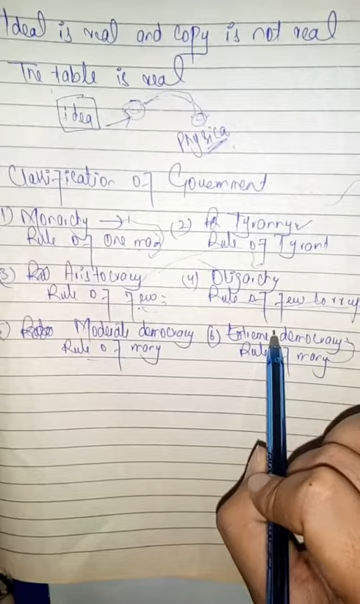 Ideal is real and copy is not real
The table is real
idea
Physica
Classification of Government
1) Monarchy → (2) Tyranny
Rule of One man Rule of Tyrant
3) Aristocracy (4) Oligarchy
Rule of few: Rule of few corrup
Moderate democracy (6) Extreme democracy
Rule of many Rule of many